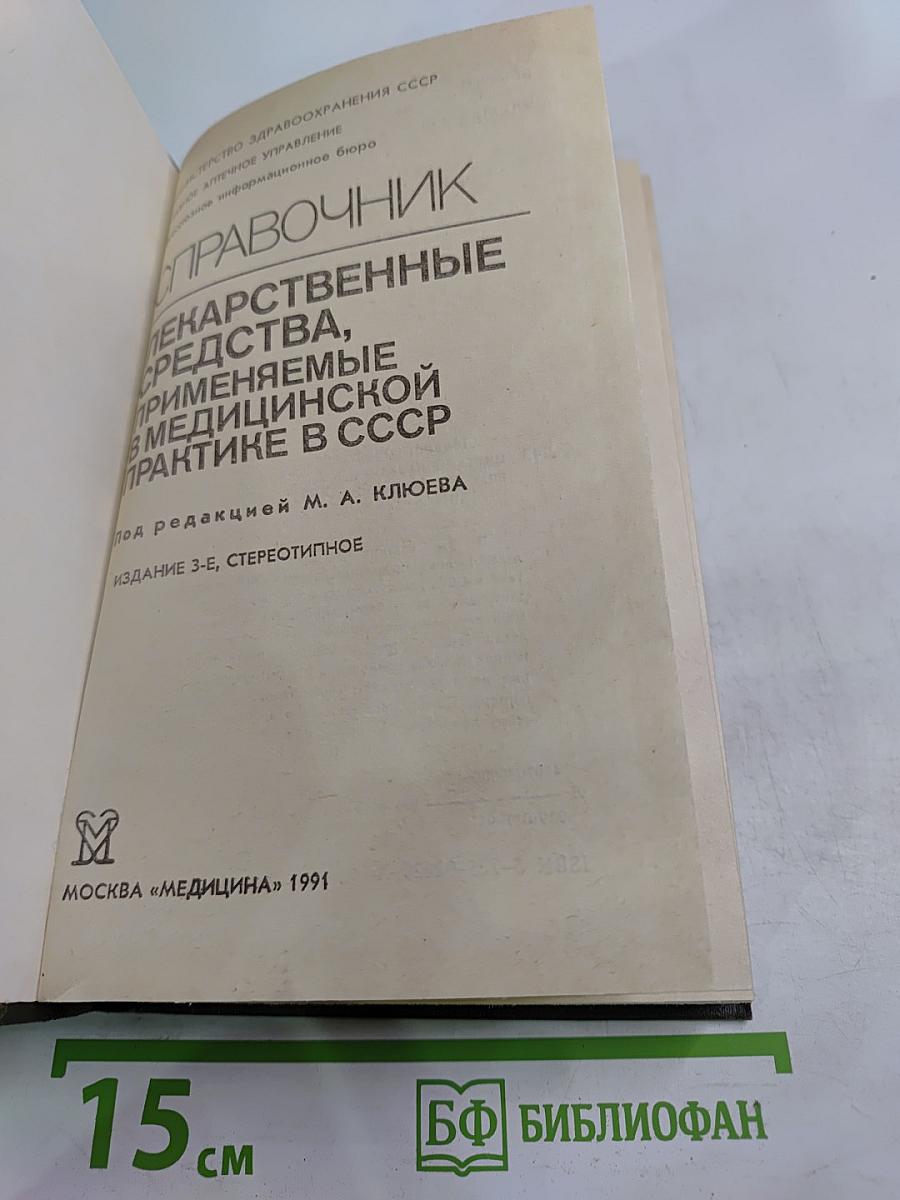 МИНИСТЕРСТВО ЗДРАВООХРАНЕНИЯ СССР
АПТЕЧНОЕ УПРАВЛЕНИЕ
информационное бюро
СПРАВОЧНИК
ЛЕКАРСТВЕННЫЕ
СРЕДСТВА,
ПРИМЕНЯЕМЫЕ
В МЕДИЦИНСКОЙ
ПРАКТИКЕ В СССР
Под редакцией М. А. КЛЮЕВА
ИЗДАНИЕ 3-Е, СТЕРЕОТИПНОЕ
М
МОСКВА «МЕДИЦИНА» 1991
15 см
БФ БИБЛИОФАН